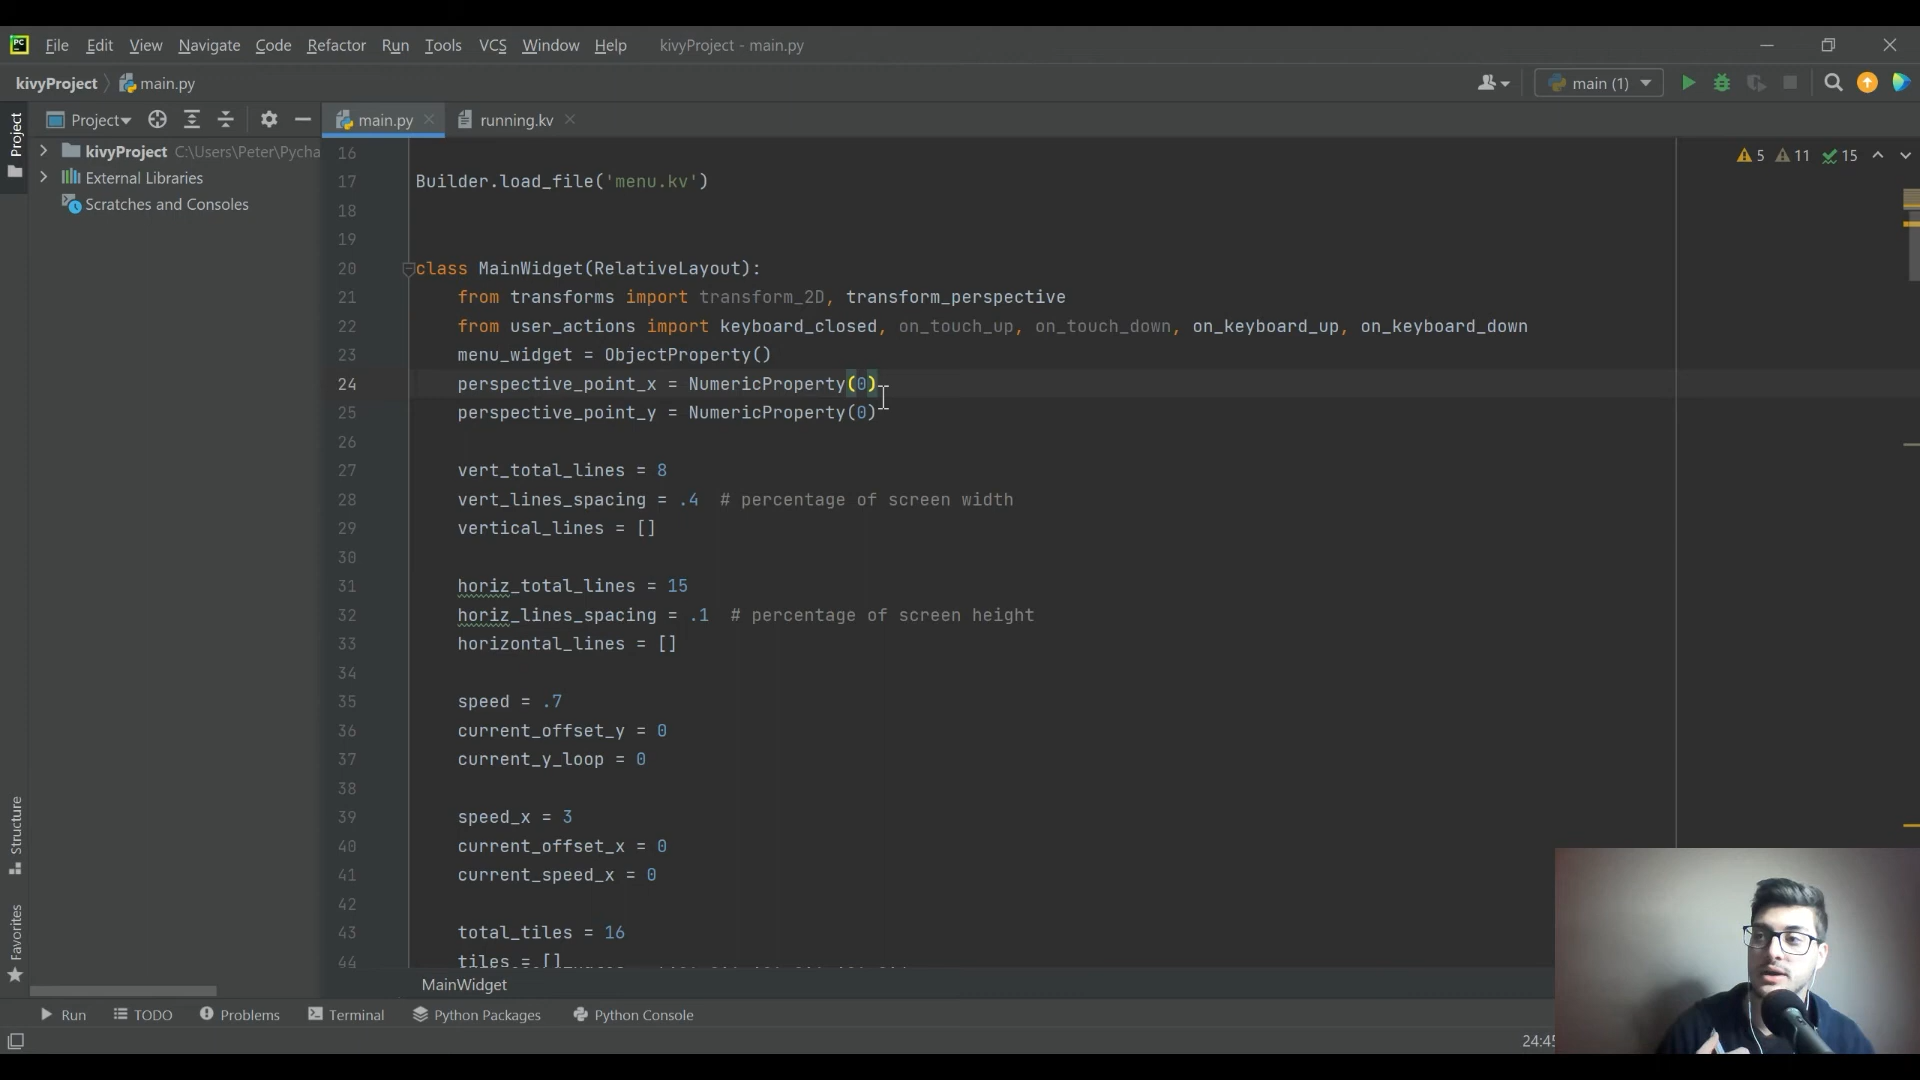 PC File Edit View Navigate Code Refactor Run Tools VCS Window Help kivyProject - main.py
kivyProject main.py main (1)
Project Project main.py running.kv
kivyProject C:\Users\Peter\Pycha
External Libraries
Scratches and Consoles
5 11 15
16
17 Builder.load_file('menu.kv')
18
19
20 class MainWidget(RelativeLayout):
21 from transforms import transform_2D, transform_perspective
22 from user_actions import keyboard_closed, on_touch_up, on_touch_down, on_keyboard_up, on_keyboard_down
23 menu_widget = ObjectProperty()
24 perspective_point_x = NumericProperty(0)
25 perspective_point_y = NumericProperty(0)
26
27 vert_total_lines = 8
28 vert_lines_spacing = .4 # percentage of screen width
29 vertical_lines = []
30
31 horiz_total_lines = 15
32 horiz_lines_spacing = .1 # percentage of screen height
33 horizontal_lines = []
34
35 speed = .7
36 current_offset_y = 0
37 current_y_loop = 0
38
39 speed_x = 3
40 current_offset_x = 0
41 current_speed_x = 0
42
43 total_tiles = 16
44 tiles = []
Structure
Favorites
MainWidget
Run TODO Problems Terminal Python Packages Python Console
24:45